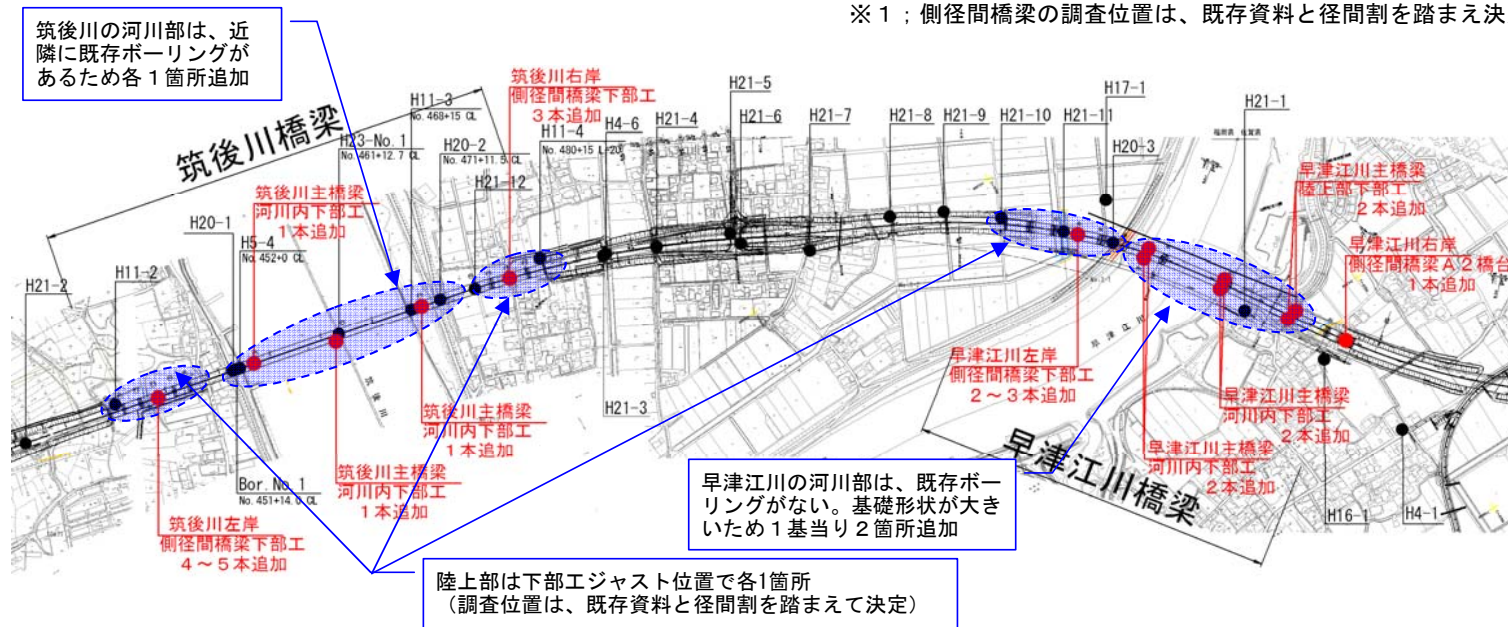 ※１；側径間橋梁の調査位置は、既存資料と径間割を踏まえ決
筑後川の河川部は、近
隣に既存ボーリングが
あるため各１箇所追加
筑後川橋梁
H21-2
H11-2
H20-1
H5-4
No.452+0 CL
筑後川主橋梁
河川内下部工
１本追加
H23-No.1
No.461+12.7 CL
H11-3
No.468+15 CL
H20-2
No.471+11.5 CL
H21-12
筑後川右岸
側径間橋梁下部工
３本追加
H11-4
No.480+15 L=20
H4-6
H21-4
H21-5
H21-6
H21-7
H21-8
H21-9
H21-10
H21-11
H17-1
H20-3
H21-1
福岡県 佐賀県
早津江川主橋梁
陸上部下部工
２本追加
早津江川右岸
側径間橋梁Ａ２橋台
１本追加
筑後川
早津江川
H21-3
Bor.No.1
No.451+14.0 CL
筑後川左岸
側径間橋梁下部工
４～５本追加
筑後川主橋梁
河川内下部工
１本追加
筑後川主橋梁
河川内下部工
１本追加
早津江川左岸
側径間橋梁下部工
２～３本追加
早津江川橋梁
早津江川主橋梁
河川内下部工
２本追加
早津江川主橋梁
河川内下部工
２本追加
H16-1
H4-1
早津江川の河川部は、既存ボー
リングがない。基礎形状が大き
いため１基当り２箇所追加
陸上部は下部工ジャスト位置で各1箇所
（調査位置は、既存資料と径間割を踏まえて決定）